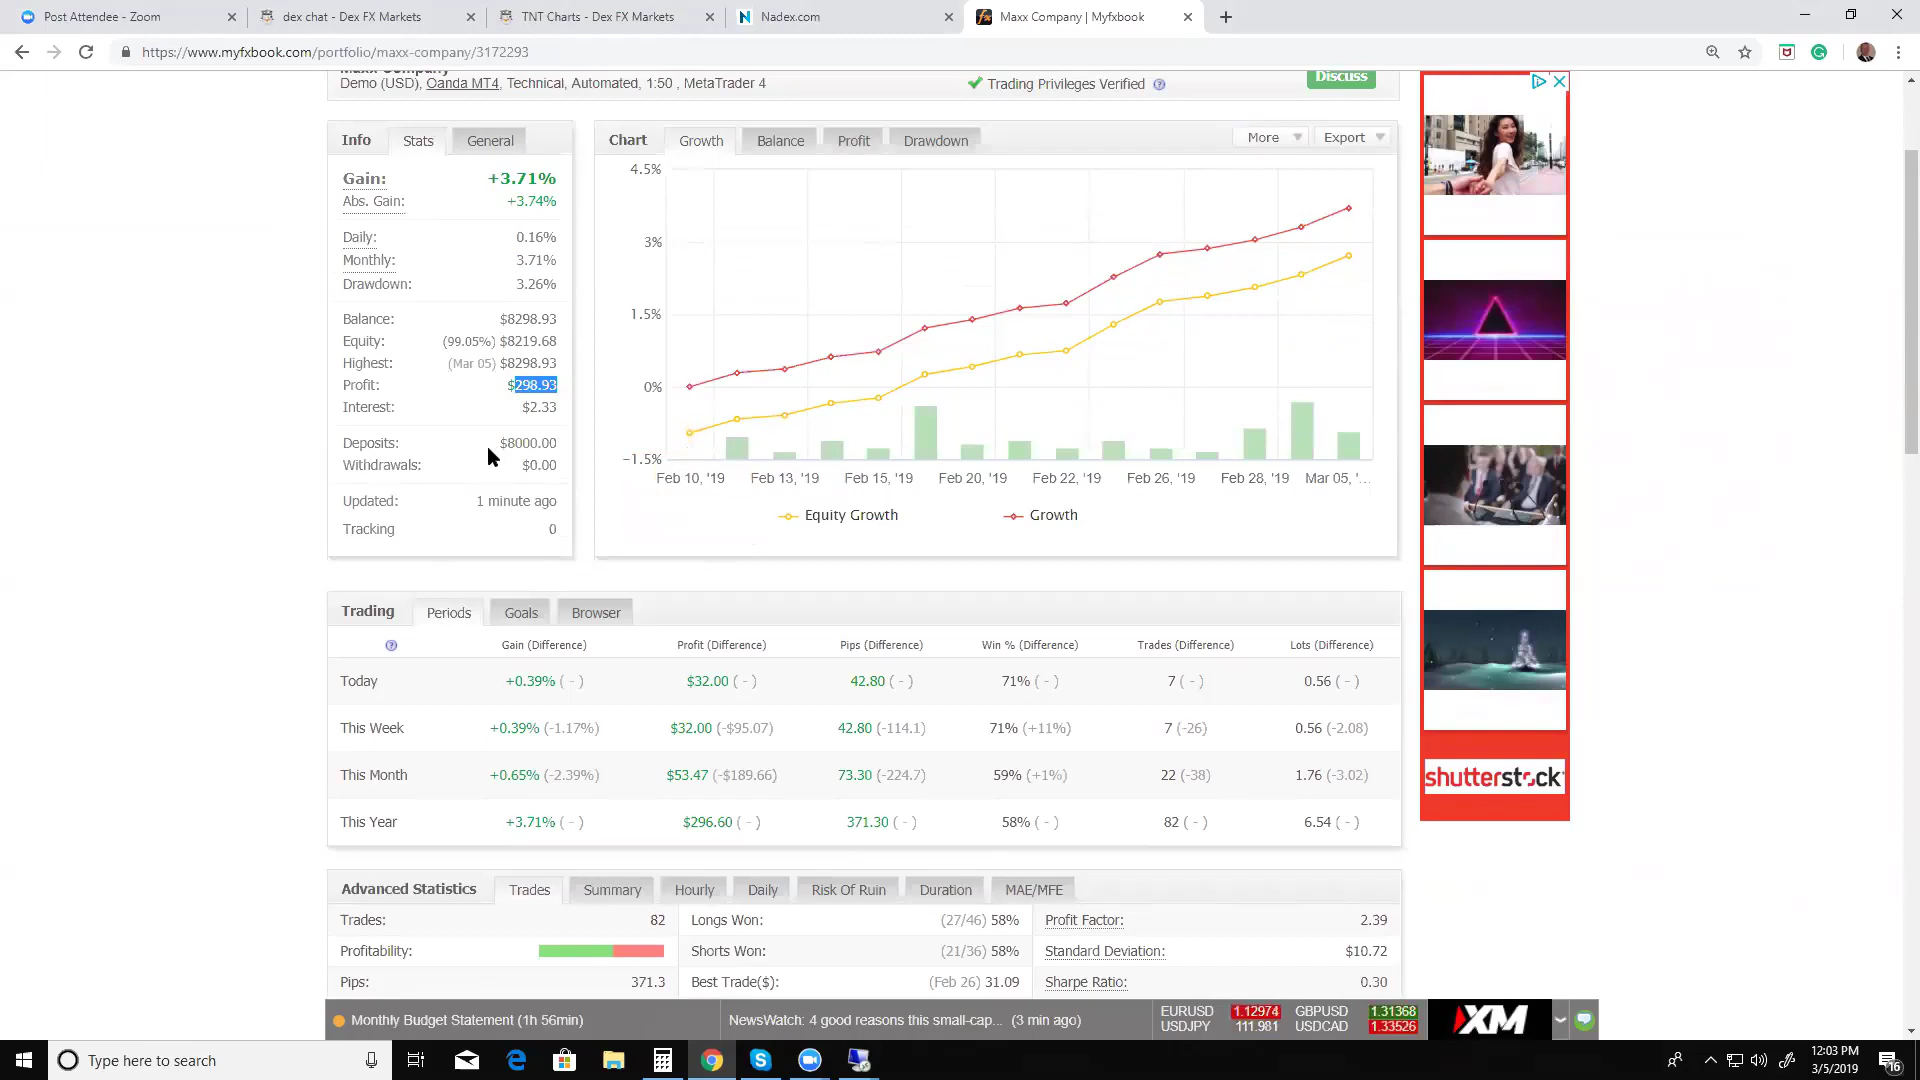 Post Attendee - Zoom
dex chat - Dex FX Markets
TNT Charts - Dex FX Markets
Nadex.com
Maxx Company | Myfxbook
https://www.myfxbook.com/portfolio/maxx-company/3172293
Maxx Company
Demo (USD), Oanda MT4, Technical, Automated, 1:50 , MetaTrader 4
Trading Privileges Verified
Discuss
Info Stats General
Gain: +3.71%
Abs. Gain: +3.74%
Daily: 0.16%
Monthly: 3.71%
Drawdown: 3.26%
Balance: $8298.93
Equity: (99.05%) $8219.68
Highest: (Mar 05) $8298.93
Profit: $298.93
Interest: $2.33
Deposits: $8000.00
Withdrawals: $0.00
Updated: 1 minute ago
Tracking 0
Chart Growth Balance Profit Drawdown More Export
4.5%
3%
1.5%
0%
-1.5%
Feb 10, '19 Feb 13, '19 Feb 15, '19 Feb 20, '19 Feb 22, '19 Feb 26, '19 Feb 28, '19 Mar 05, '...
Equity Growth Growth
Trading Periods Goals Browser
Gain (Difference) Profit (Difference) Pips (Difference) Win % (Difference) Trades (Difference) Lots (Difference)
Today +0.39% ( - ) $32.00 ( - ) 42.80 ( - ) 71% ( - ) 7 ( - ) 0.56 ( - )
This Week +0.39% (-1.17%) $32.00 (-$95.07) 42.80 (-114.1) 71% (+11%) 7 (-26) 0.56 (-2.08)
This Month +0.65% (-2.39%) $53.47 (-$189.66) 73.30 (-224.7) 59% (+1%) 22 (-38) 1.76 (-3.02)
This Year +3.71% ( - ) $296.60 ( - ) 371.30 ( - ) 58% ( - ) 82 ( - ) 6.54 ( - )
Advanced Statistics Trades Summary Hourly Daily Risk Of Ruin Duration MAE/MFE
Trades: 82 Longs Won: (27/46) 58% Profit Factor: 2.39
Profitability: Shorts Won: (21/36) 58% Standard Deviation: $10.72
Pips: 371.3 Best Trade($): (Feb 26) 31.09 Sharpe Ratio: 0.30
shutterstock
Monthly Budget Statement (1h 56min)
NewsWatch: 4 good reasons this small-cap... (3 min ago)
EURUSD 1.12974 GBPUSD 1.31368
USDJPY 111.981 USDCAD 1.33526
XM
Type here to search
12:03 PM
3/5/2019
16